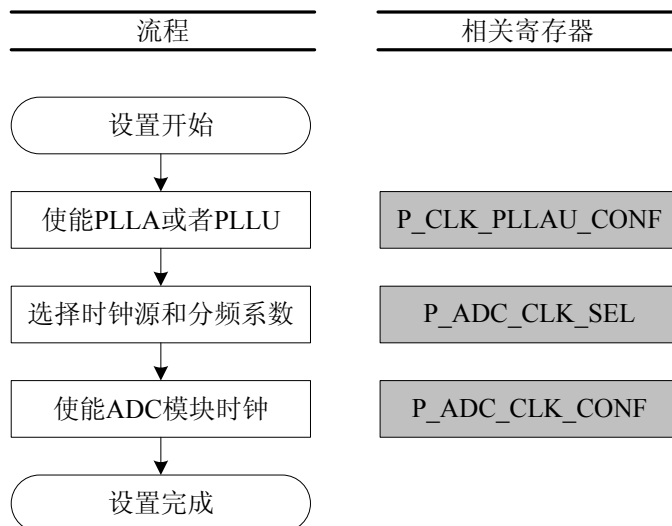 流程
相关寄存器
设置开始
使能PLLA或者PLLU
P_CLK_PLLAU_CONF
选择时钟源和分频系数
P_ADC_CLK_SEL
使能ADC模块时钟
P_ADC_CLK_CONF
设置完成